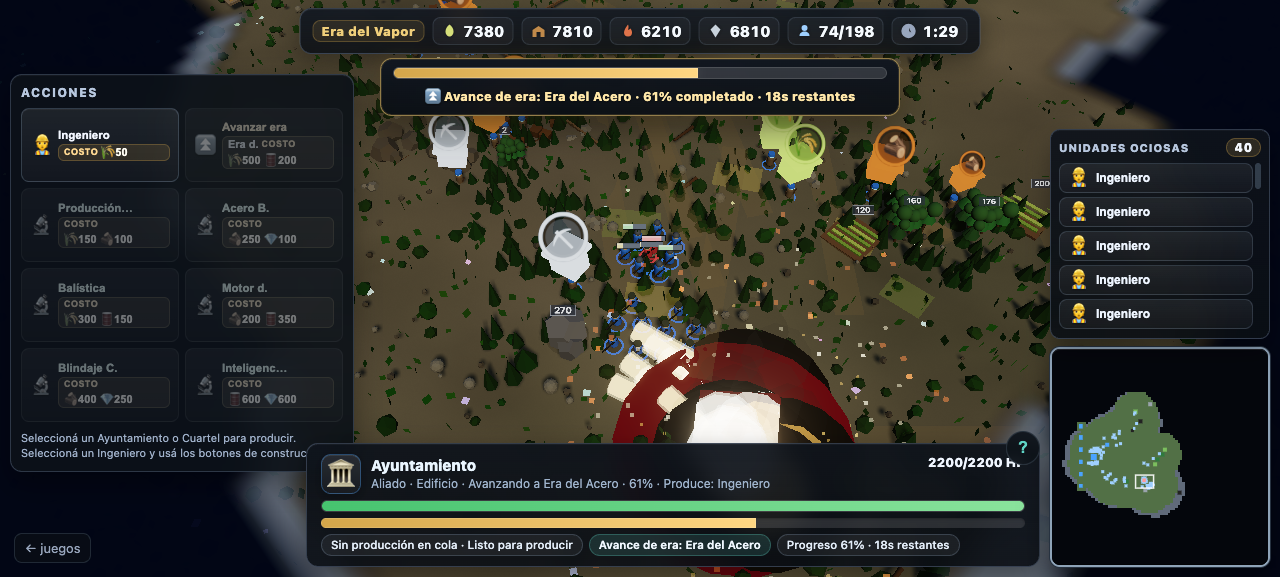 Era del Vapor 7380 7810 6210 6810 74/198 1:29
Avance de era: Era del Acero · 61% completado · 18s restantes
ACCIONES
Ingeniero
COSTO 50
Avanzar era
Era d. COSTO
500 200
Producción...
COSTO
150 100
Acero B.
COSTO
250 100
Balística
COSTO
300 150
Motor d.
COSTO
200 350
Blindaje C.
COSTO
400 250
Inteligenc...
COSTO
600 600
Seleccioná un Ayuntamiento o Cuartel para producir.
Seleccioná un Ingeniero y usá los botones de construc
← juegos
2
200
176
160
120
270
UNIDADES OCIOSAS 40
Ingeniero
Ingeniero
Ingeniero
Ingeniero
Ingeniero
?
Ayuntamiento
2200/2200
Aliado · Edificio · Avanzando a Era del Acero · 61% · Produce: Ingeniero
Sin producción en cola · Listo para producir
Avance de era: Era del Acero
Progreso 61% · 18s restantes